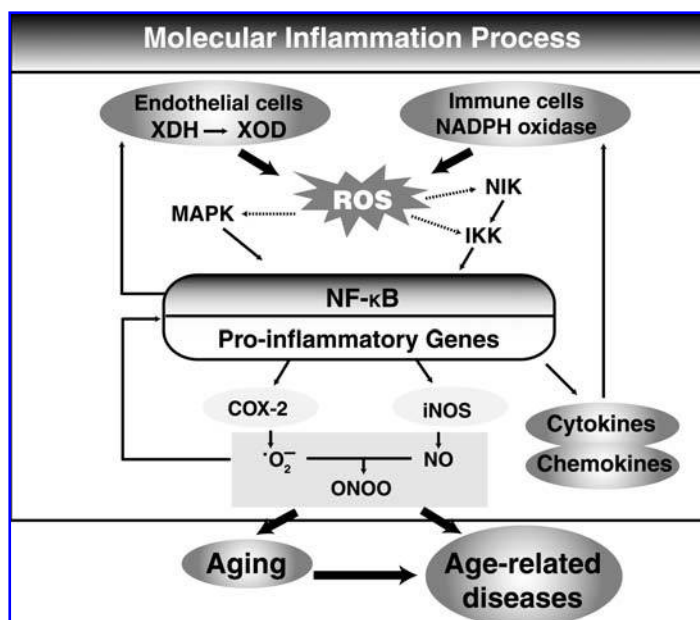 Molecular Inflammation Process
Endothelial cells
XDH → XOD
Immune cells
NADPH oxidase
ROS
NIK
MAPK
IKK
NF-κB
Pro-inflammatory Genes
COX-2
iNOS
Cytokines
Chemokines
·O₂⁻
NO
ONOO
Aging
Age-related
diseases